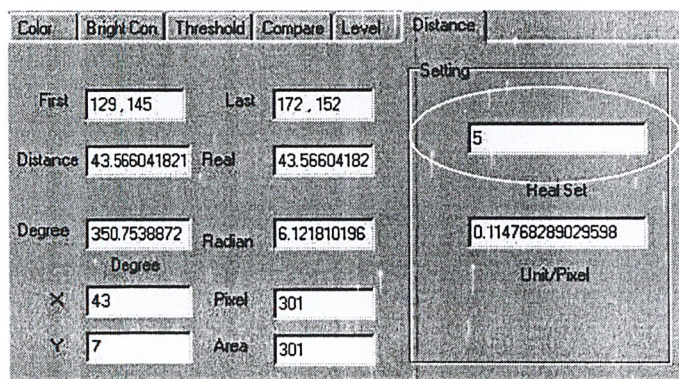 Color Bright Con. Threshold Compare Level Distance
Setting
First 129 , 145 Last 172 , 152
5
Distance 43.566041821 Real 43.56604182
Real Set
Degree 350.7538872 Radian 6.121810196
0.114768289029598
Degree
Unit/Pixel
X 43 Pixel 301
Y 7 Area 301